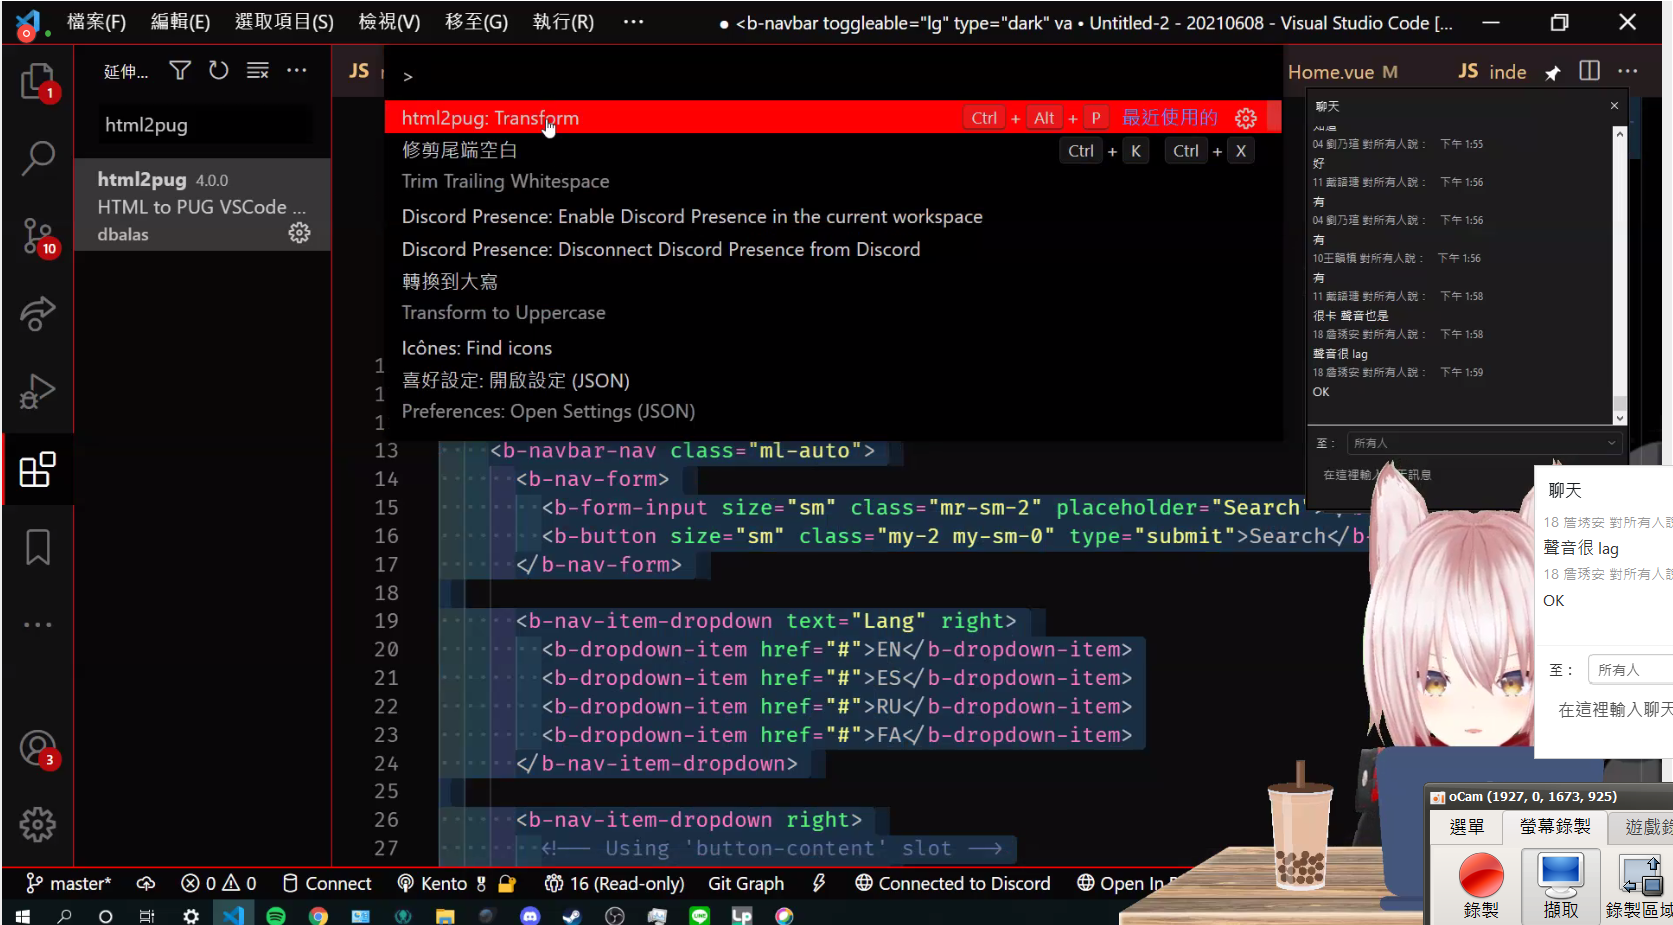 檔案(F) 編輯(E) 選取項目(S) 檢視(V) 移至(G) 執行(R) ···
● <b-navbar toggleable="lg" type="dark" va • Untitled-2 - 20210608 - Visual Studio Code [...
延伸... ···
JS
Home.vue M
JS inde ···
>
html2pug
html2pug 4.0.0
HTML to PUG VSCode ...
dbalas
html2pug: Transform Ctrl + Alt + P 最近使用的
修剪尾端空白 Ctrl + K Ctrl + X
Trim Trailing Whitespace
Discord Presence: Enable Discord Presence in the current workspace
Discord Presence: Disconnect Discord Presence from Discord
轉換到大寫
Transform to Uppercase
Icônes: Find icons
喜好設定: 開啟設定 (JSON)
Preferences: Open Settings (JSON)
1
10
3
13 <b-navbar-nav class="ml-auto">
14 <b-nav-form>
15 <b-form-input size="sm" class="mr-sm-2" placeholder="Search"
16 <b-button size="sm" class="my-2 my-sm-0" type="submit">Search</b-
17 </b-nav-form>
18
19 <b-nav-item-dropdown text="Lang" right>
20 <b-dropdown-item href="#">EN</b-dropdown-item>
21 <b-dropdown-item href="#">ES</b-dropdown-item>
22 <b-dropdown-item href="#">RU</b-dropdown-item>
23 <b-dropdown-item href="#">FA</b-dropdown-item>
24 </b-nav-item-dropdown>
25
26 <b-nav-item-dropdown right>
27 <!-- Using 'button-content' slot -->
聊天
04 劉乃瑄 對所有人說： 下午 1:55
好
11 戴語瑭 對所有人說： 下午 1:56
有
04 劉乃瑄 對所有人說： 下午 1:56
有
10王韻橫 對所有人說： 下午 1:56
有
11 戴語瑭 對所有人說： 下午 1:58
很卡 聲音也是
18 詹琇安 對所有人說： 下午 1:58
聲音很 lag
18 詹琇安 對所有人說： 下午 1:59
OK
至： 所有人
在這裡輸入 天訊息
聊天
18 詹琇安 對所有人說
聲音很 lag
18 詹琇安 對所有人說
OK
至： 所有人
在這裡輸入聊天
oCam (1927, 0, 1673, 925)
選單 螢幕錄製 遊戲錄
錄製 擷取 錄製區域
master* 0 0 Connect Kento 16 (Read-only) Git Graph Connected to Discord Open In